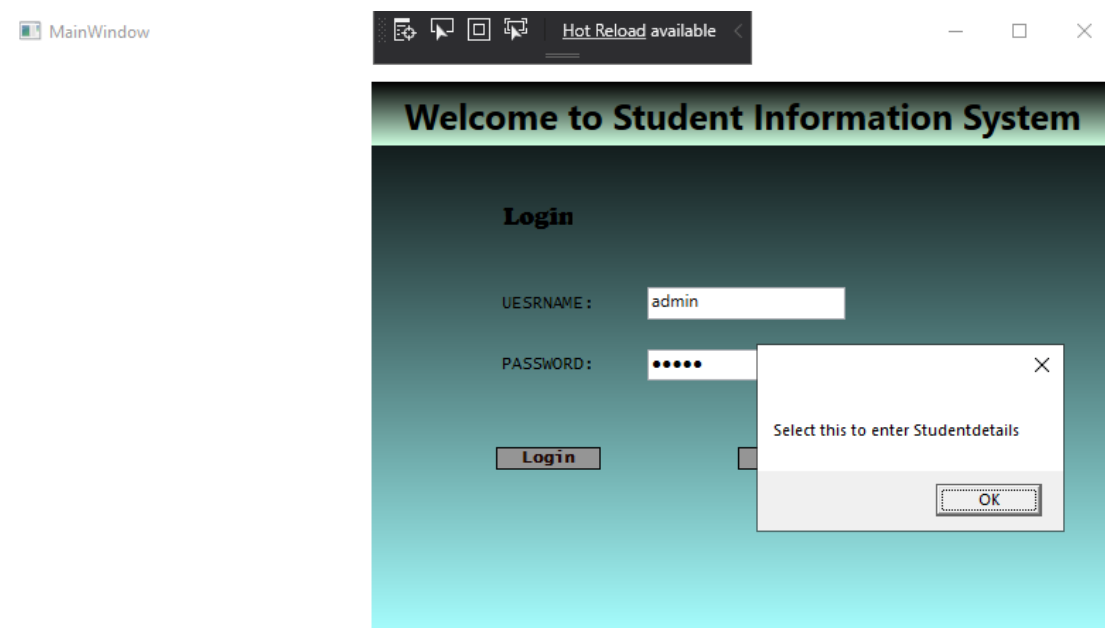 MainWindow
Hot Reload available
Welcome to Student Information System
Login
UESRNAME:
admin
PASSWORD:
•••••
Select this to enter Studentdetails
Login
OK